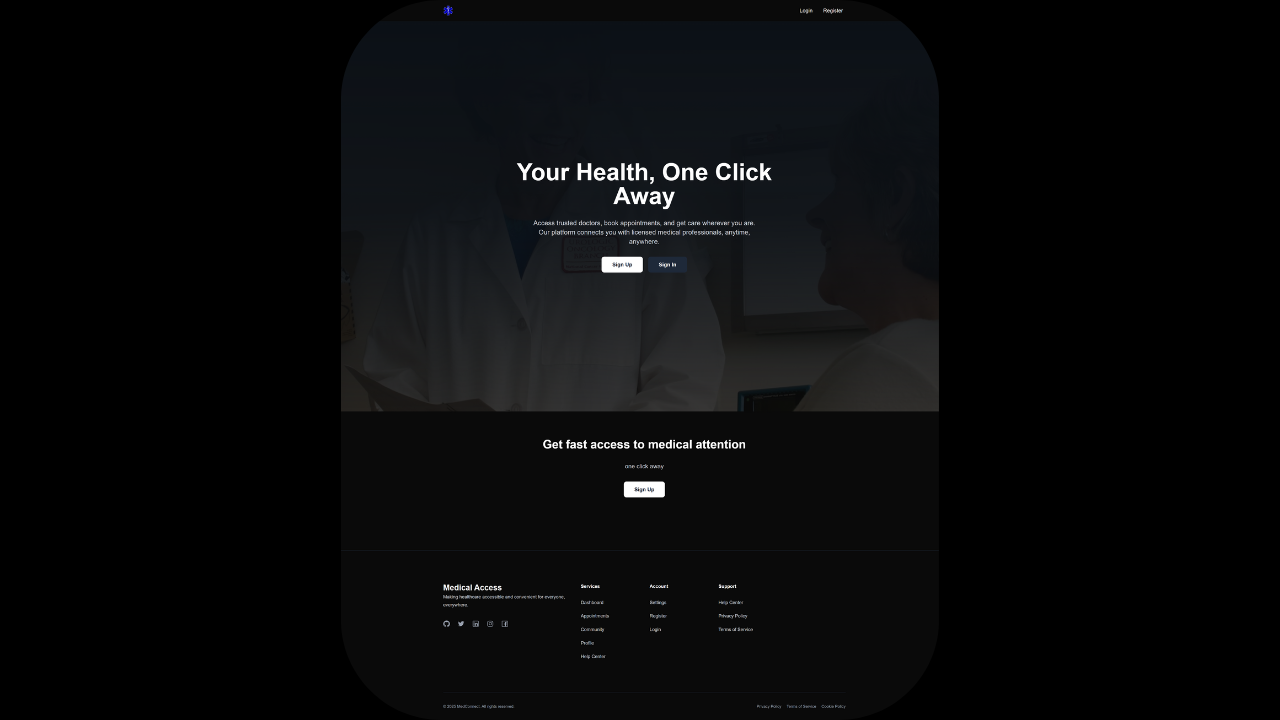 Login Register
Your Health, One Click
Away
Access trusted doctors, book appointments, and get care wherever you are.
Our platform connects you with licensed medical professionals, anytime,
anywhere.
Sign Up Sign In
Get fast access to medical attention
one click away
Sign Up
Medical Access
Making healthcare accessible and convenient for everyone,
everywhere.
Services
Dashboard
Appointments
Community
Profile
Help Center
Account
Settings
Register
Login
Support
Help Center
Privacy Policy
Terms of Service
© 2025 MedConnect. All rights reserved.
Privacy Policy Terms of Service Cookie Policy